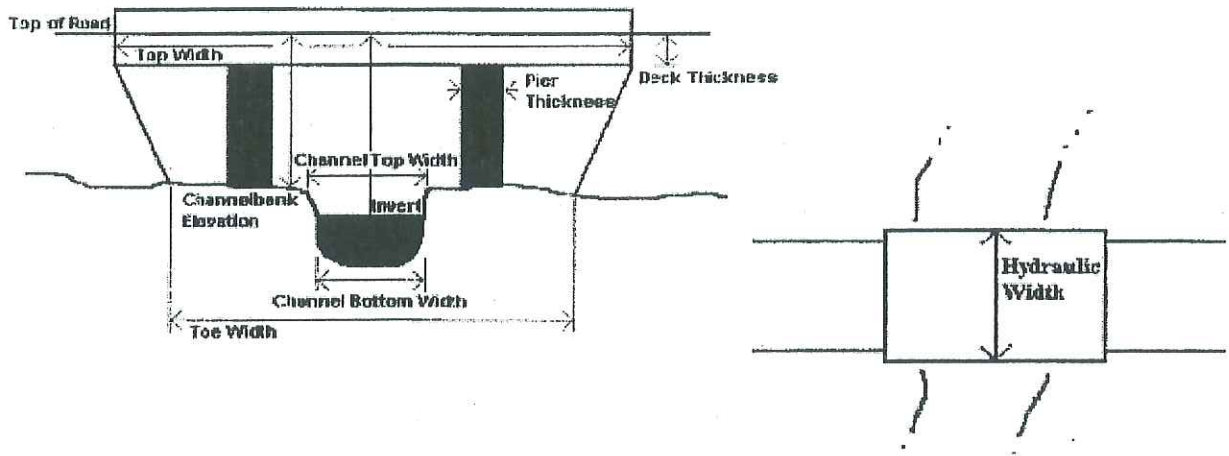 Top of Road
Top Width
Deck Thickness
Pier
Thickness
Channel Top Width
Channelbank
Elevation
Invert
Channel Bottom Width
Toe Width
Hydraulic
Width